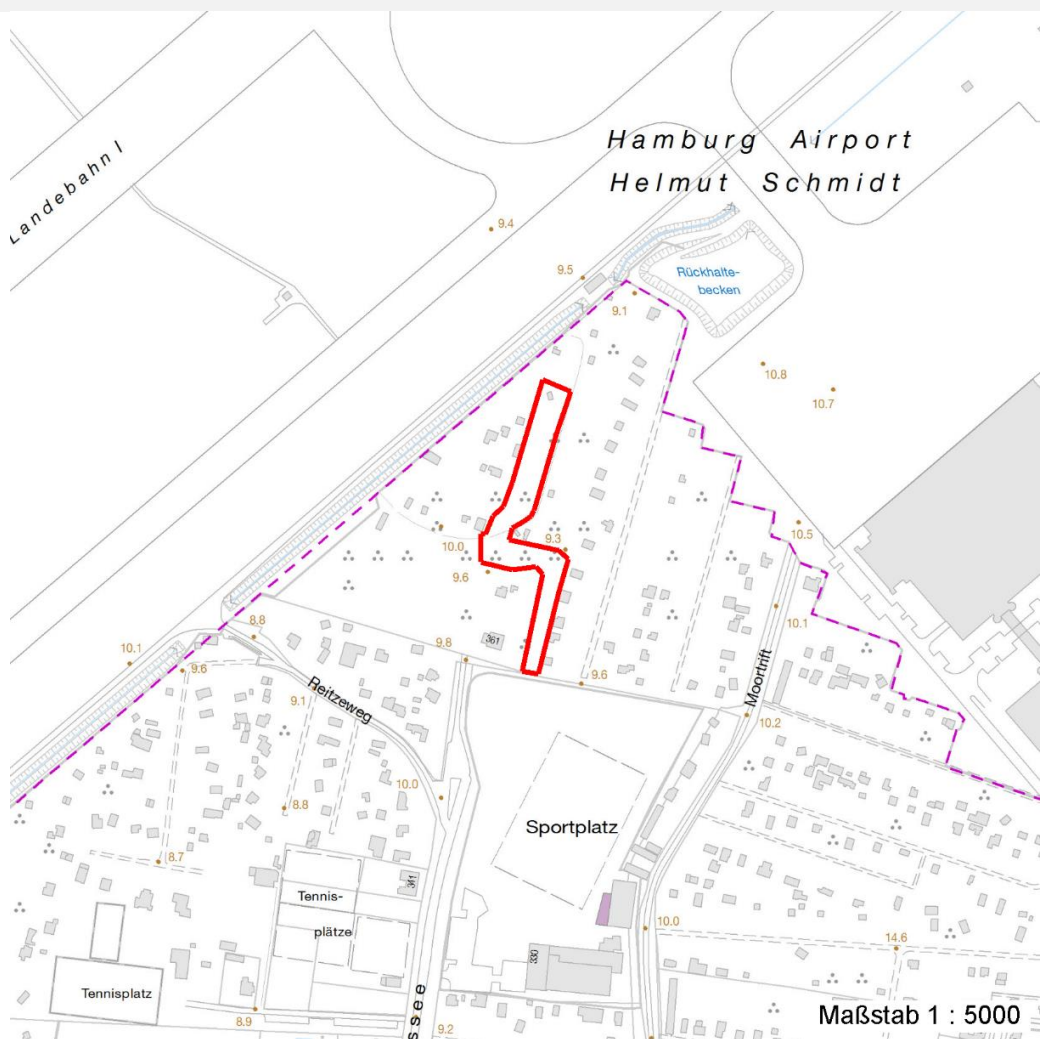 Hamburg Airport
Helmut Schmidt
Landebahn I
9.4
9.5
Rückhalte-
becken
9.1
10.8
10.7
10.5
10.0
9.3
9.6
10.1
8.8
9.8
361
10.1
9.6
9.6
Moortrift
9.1
Reitzeweg
10.2
10.0
8.8
Sportplatz
8.7
341
Tennis-
plätze
10.0
14.6
330
Tennisplatz
8.9
9.2
ssee
Maßstab 1 : 5000